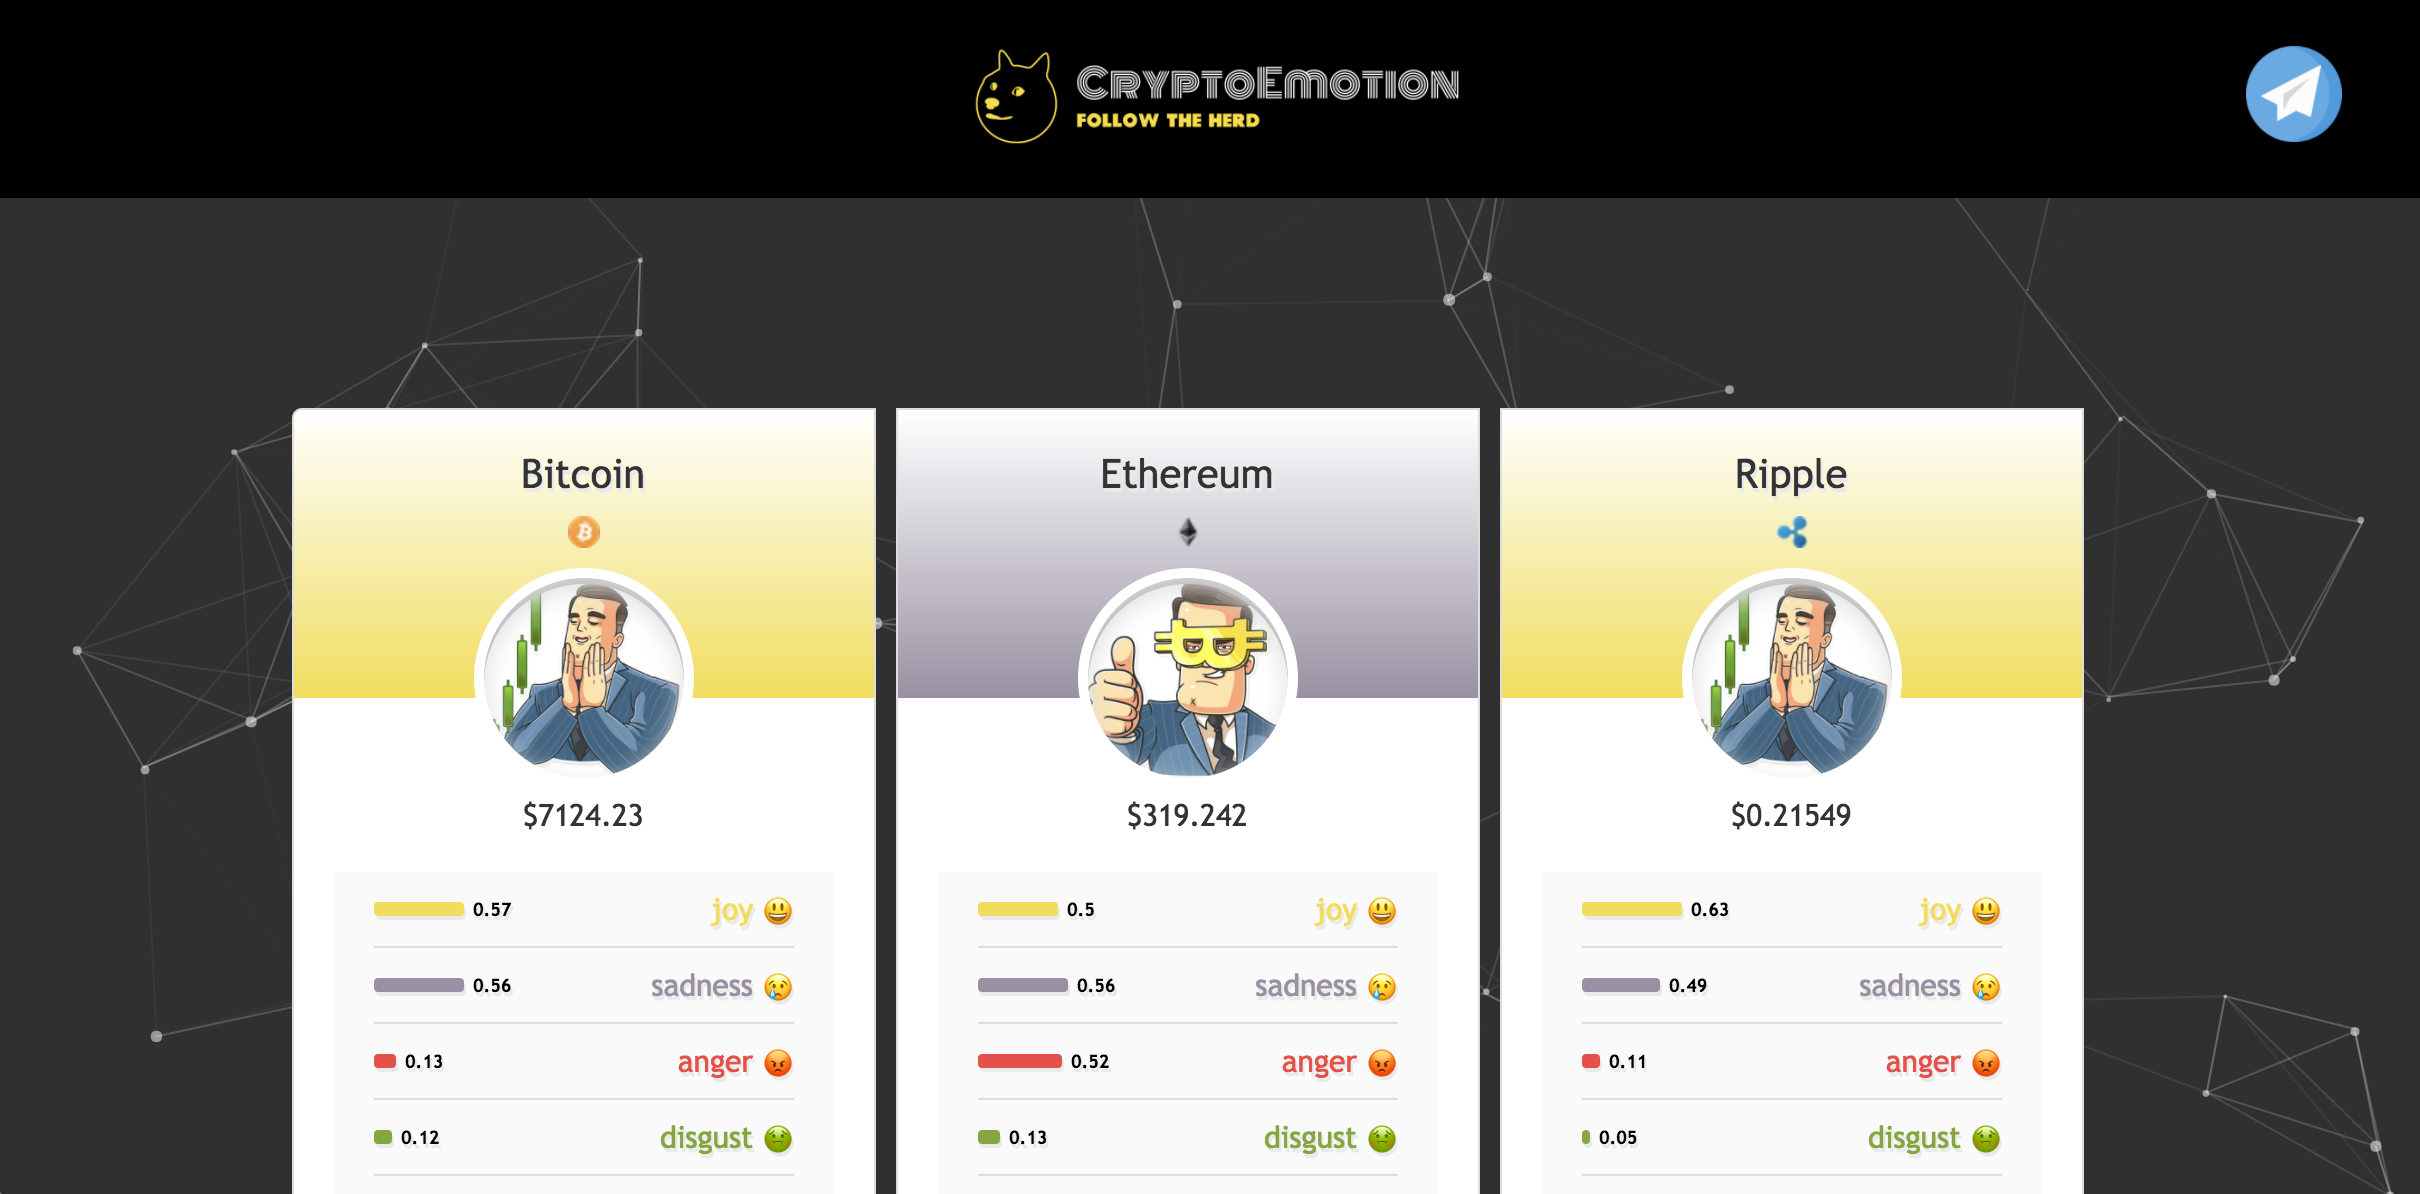 CryptoEmotion
FOLLOW THE HERD
Bitcoin
$7124.23
0.57 joy
0.56 sadness
0.13 anger
0.12 disgust
Ethereum
$319.242
0.5 joy
0.56 sadness
0.52 anger
0.13 disgust
Ripple
$0.21549
0.63 joy
0.49 sadness
0.11 anger
0.05 disgust